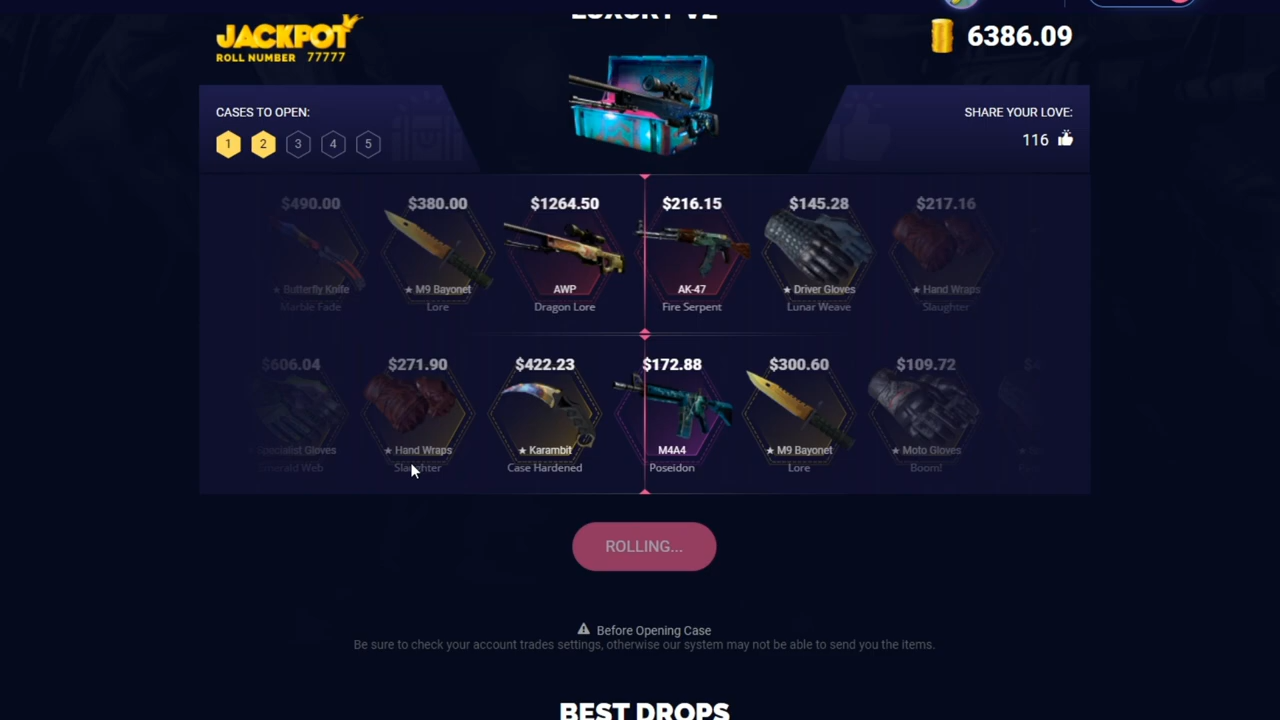 LUXURY V2
JACKPOT
ROLL NUMBER 77777
6386.09
CASES TO OPEN:
1 2 3 4 5
SHARE YOUR LOVE:
116
$490.00 $380.00 $1264.50 $216.15 $145.28 $217.16
★ Butterfly Knife ★ M9 Bayonet AWP AK-47 ★ Driver Gloves ★ Hand Wraps
Marble Fade Lore Dragon Lore Fire Serpent Lunar Weave Slaughter
$606.04 $271.90 $422.23 $172.88 $300.60 $109.72
Specialist Gloves ★ Hand Wraps ★ Karambit M4A4 ★ M9 Bayonet ★ Moto Gloves
Emerald Web Slaughter Case Hardened Poseidon Lore Boom!
ROLLING...
Before Opening Case
Be sure to check your account trades settings, otherwise our system may not be able to send you the items.
BEST DROPS